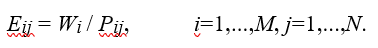 Eij = Wi / Pij, i=1,...,M, j=1,...,N.